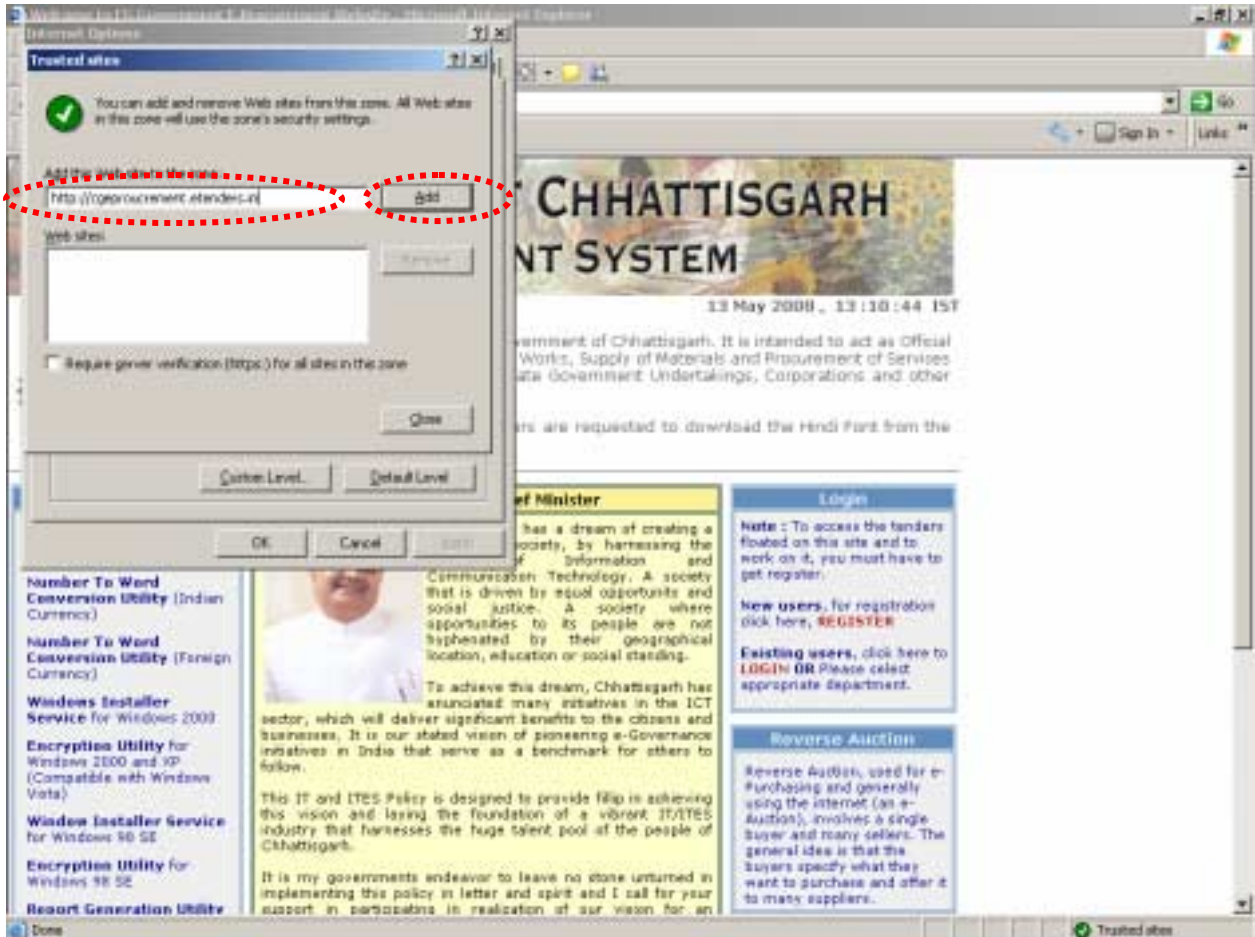 Internet Options
Trusted sites
You can add and remove Web sites from this zone. All Web sites
in this zone will use the zone's security settings.
Add this Web site to the zone:
http://cgeproucrement.etenders.in
Add
Web sites:
Remove
Require server verification (https:) for all sites in this zone
Close
Custom Level...
Default Level
OK
Cancel
Go
Sign In
Links
CHHATTISGARH
NT SYSTEM
13 May 2008, 13:10:44 IST
vernment of Chhattisgarh. It is intended to act as Official
Works, Supply of Materials and Procurement of Services
ate Government Undertakings, Corporations and other
rs are requested to download the Hindi Font from the
Number To Word
Conversion Utility (Indian
Currency)
Number To Word
Conversion Utility (Foreign
Currency)
Windows Installer
Service for Windows 2000
Encryption Utility for
Windows 2000 and XP
(Compatible with Windows
Vista)
Window Installer Service
for Windows 98 SE
Encryption Utility for
Windows 98 SE
Report Generation Utility
ef Minister
has a dream of creating a
society, by harnessing the
of Information and
Communication Technology. A society
that is driven by equal opportunity and
social justice. A society where
opportunities to its people are not
hyphenated by their geographical
location, education or social standing.
To achieve this dream, Chhattisgarh has
enunciated many initiatives in the ICT
sector, which will deliver significant benefits to the citizens and
businesses. It is our stated vision of pioneering e-Governance
initiatives in India that serve as a benchmark for others to
follow.
This IT and ITES Policy is designed to provide fillip in achieving
this vision and laying the foundation of a vibrant IT/ITES
industry that harnesses the huge talent pool of the people of
Chhattisgarh.
It is my governments endeavor to leave no stone unturned in
implementing this policy in letter and spirit and I call for your
support in participating in realization of our vision for an
Login
Note : To access the tenders
floated on this site and to
work on it, you must have to
get register.
New users, for registration
click here, REGISTER
Existing users, click here to
LOGIN OR Please select
appropriate department.
Reverse Auction
Reverse Auction, used for e-
Purchasing and generally
using the internet (an e-
Auction), involves a single
buyer and many sellers. The
general idea is that the
buyers specify what they
want to purchase and offer it
to many suppliers.
Done
Trusted sites